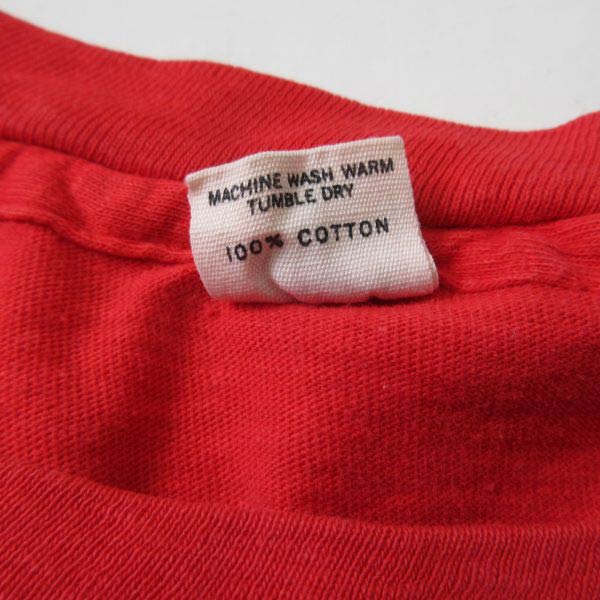 MACHINE WASH WARM
TUMBLE DRY
100% COTTON